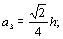 a₃ = √2/4 h;